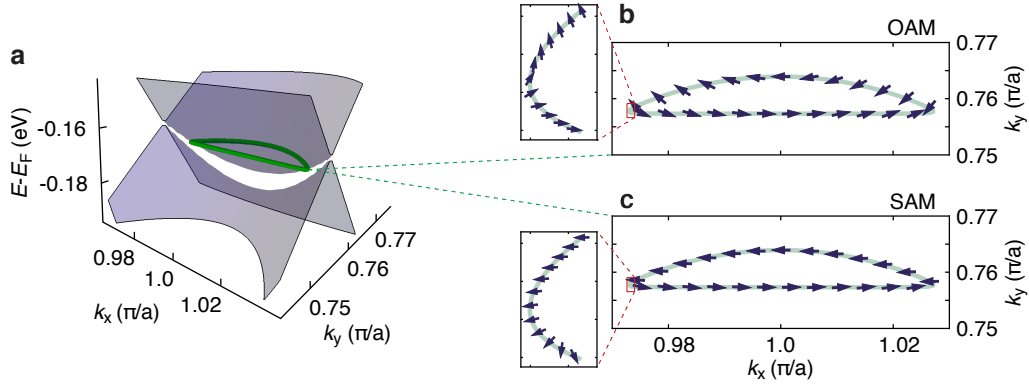 a
E-E_F (eV)
-0.16
-0.18
0.98
1.0
1.02
k_x (π/a)
0.75
0.76
0.77
k_y (π/a)
b
OAM
0.77
0.76
0.75
k_y (π/a)
c
SAM
0.77
0.76
0.75
k_y (π/a)
0.98
1.0
1.02
k_x (π/a)